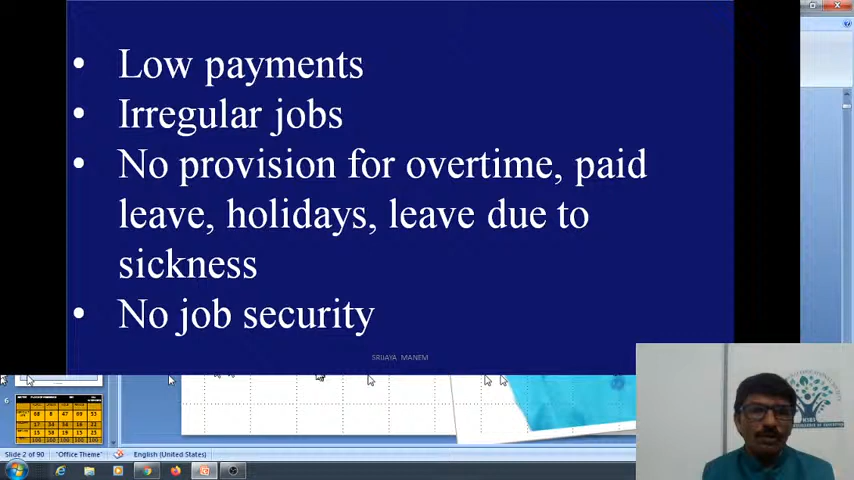 • Low payments
• Irregular jobs
• No provision for overtime, paid
leave, holidays, leave due to
sickness
• No job security
SRIJAYA MANEM
6
Slide 2 of 90
"Office Theme"
English (United States)